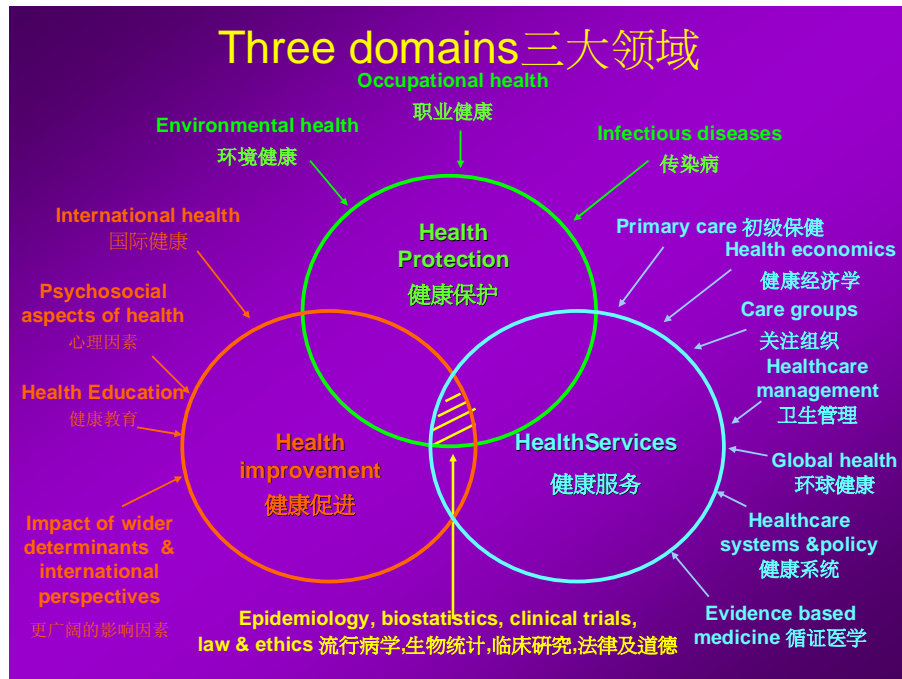 Three domains三大领域
Occupational health
职业健康
Environmental health
环境健康
Infectious diseases
传染病
International health
国际健康
Psychosocial
aspects of health
心理因素
Health Education
健康教育
Impact of wider
determinants &
international
perspectives
更广阔的影响因素
Health
Protection
健康保护
Health
improvement
健康促进
HealthServices
健康服务
Primary care 初级保健
Health economics
健康经济学
Care groups
关注组织
Healthcare
management
卫生管理
Global health
环球健康
Healthcare
systems &policy
健康系统
Evidence based
medicine 循证医学
Epidemiology, biostatistics, clinical trials,
law & ethics 流行病学,生物统计,临床研究,法律及道德